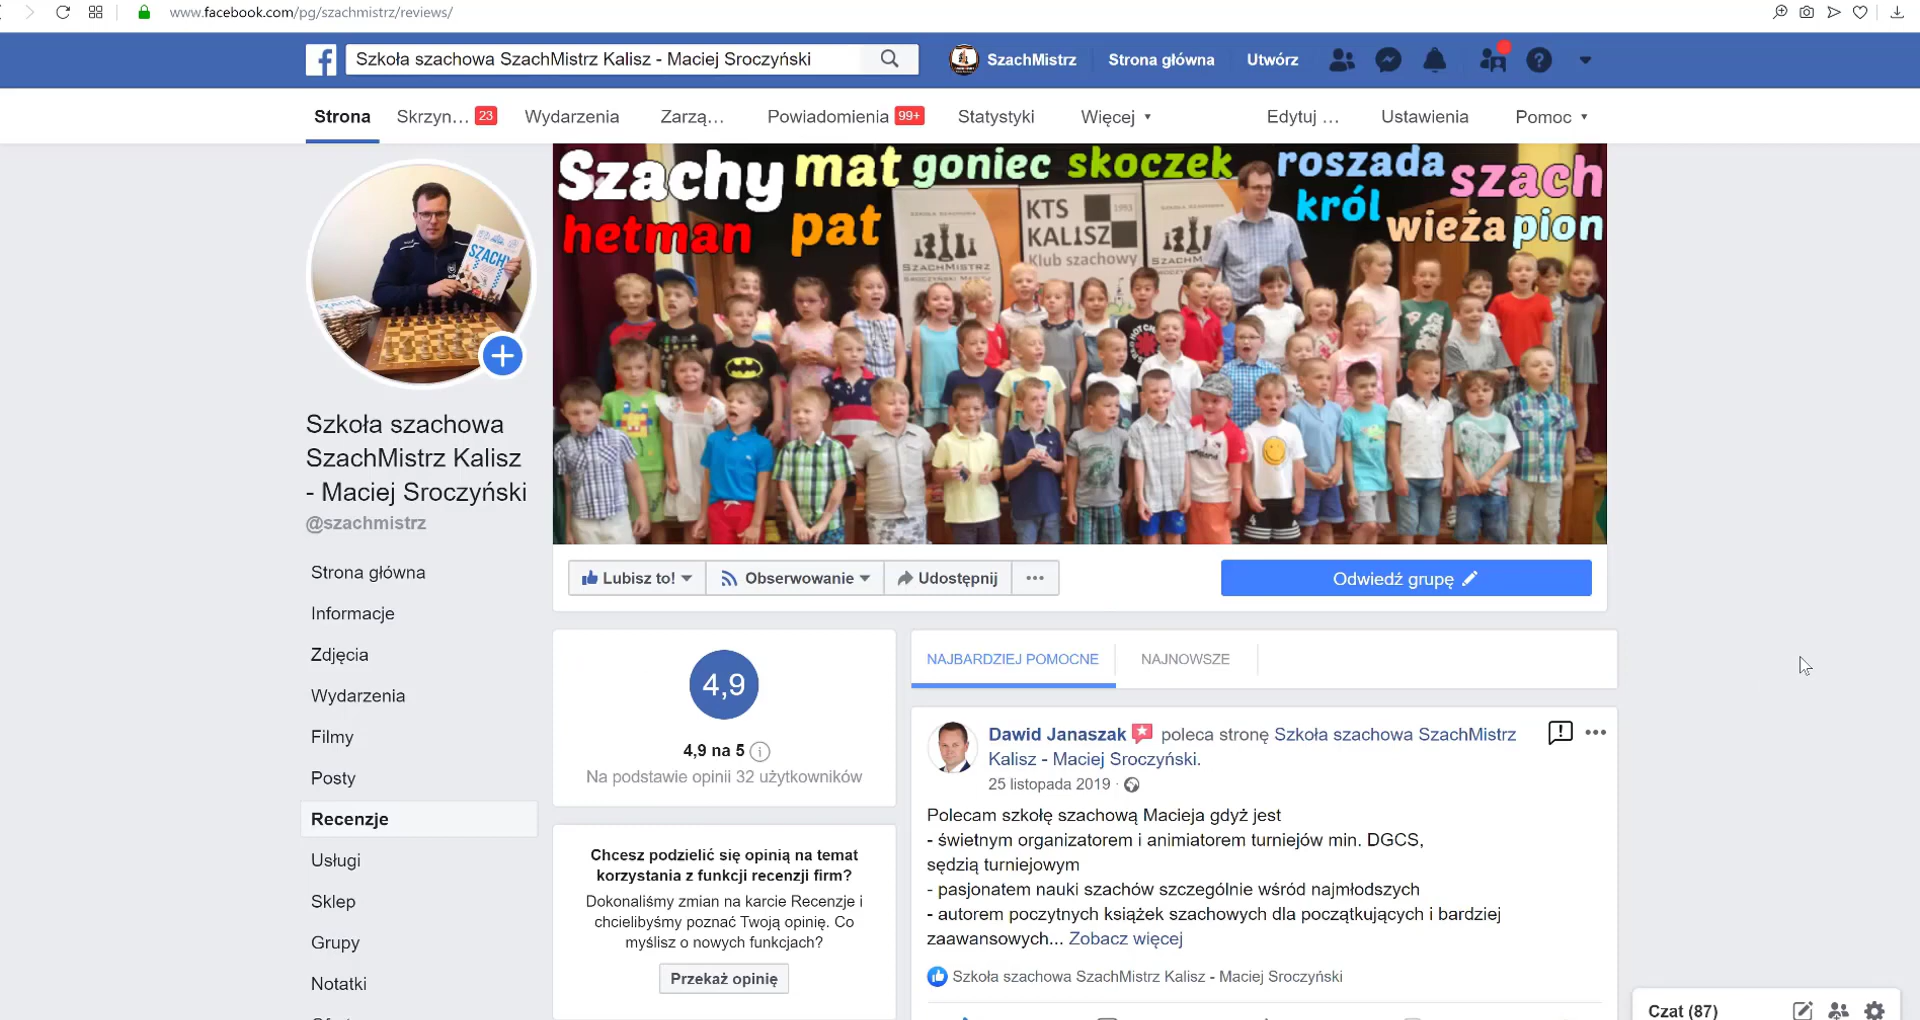 www.facebook.com/pg/szachmistrz/reviews/
Szkoła szachowa SzachMistrz Kalisz - Maciej Sroczyński
SzachMistrz
Strona główna
Utwórz
Strona
Skrzyn... 23
Wydarzenia
Zarzą...
Powiadomienia 99+
Statystyki
Więcej
Edytuj ...
Ustawienia
Pomoc
Szachy mat goniec skoczek roszada szach
hetman pat król wieża pion
SZACHMISTRZ
KTS
1993
KALISZ
Klub szachowy
SZACHMISTRZ
SZACHY
Szkoła szachowa
SzachMistrz Kalisz
- Maciej Sroczyński
@szachmistrz
Strona główna
Informacje
Zdjęcia
Wydarzenia
Filmy
Posty
Recenzje
Usługi
Sklep
Grupy
Notatki
Lubisz to!
Obserwowanie
Udostępnij
Odwiedź grupę
4,9
4,9 na 5
Na podstawie opinii 32 użytkowników
Chcesz podzielić się opinią na temat
korzystania z funkcji recenzji firm?
Dokonaliśmy zmian na karcie Recenzje i
chcielibyśmy poznać Twoją opinię. Co
myślisz o nowych funkcjach?
Przekaż opinię
NAJBARDZIEJ POMOCNE
NAJNOWSZE
Dawid Janaszak poleca stronę Szkoła szachowa SzachMistrz
Kalisz - Maciej Sroczyński.
25 listopada 2019 ·
Polecam szkołę szachową Macieja gdyż jest
- świetnym organizatorem i animiatorem turniejów min. DGCS,
sędzią turniejowym
- pasjonatem nauki szachów szczególnie wśród najmłodszych
- autorem poczytnych książek szachowych dla początkujących i bardziej
zaawansowych... Zobacz więcej
Szkoła szachowa SzachMistrz Kalisz - Maciej Sroczyński
Czat (87)